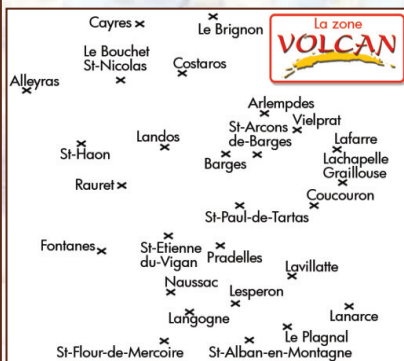 Cayres
Le Brignon
La zone
VOLCAN
Le Bouchet
St-Nicolas
Costaros
Alleyras
Arlempdes
St-Arcons
de-Barges
Vielprat
Landos
Lafarre
St-Haon
Barges
Lachapelle
Graillouse
Rauret
Coucouron
St-Paul-de-Tartas
Fontanes
St-Etienne
du-Vigan
Pradelles
Lavillatte
Naussac
Lesperon
Langogne
Lanarce
Le Plagnal
St-Flour-de-Mercoire
St-Alban-en-Montagne